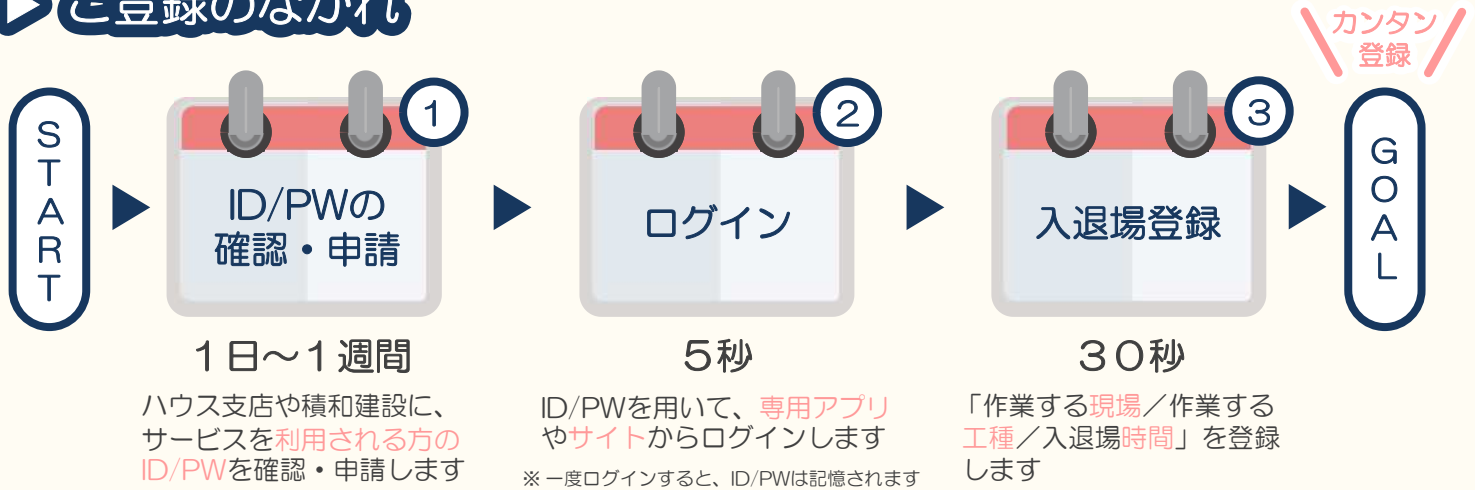 ご登録のながれ
カンタン
登録
START
1
ID/PWの
確認・申請
1日～1週間
ハウス支店や積和建設に、
サービスを利用される方の
ID/PWを確認・申請します
2
ログイン
5秒
ID/PWを用いて、専用アプリ
やサイトからログインします
※一度ログインすると、ID/PWは記憶されます
3
入退場登録
30秒
「作業する現場／作業する
工種／入退場時間」を登録
します
GOAL